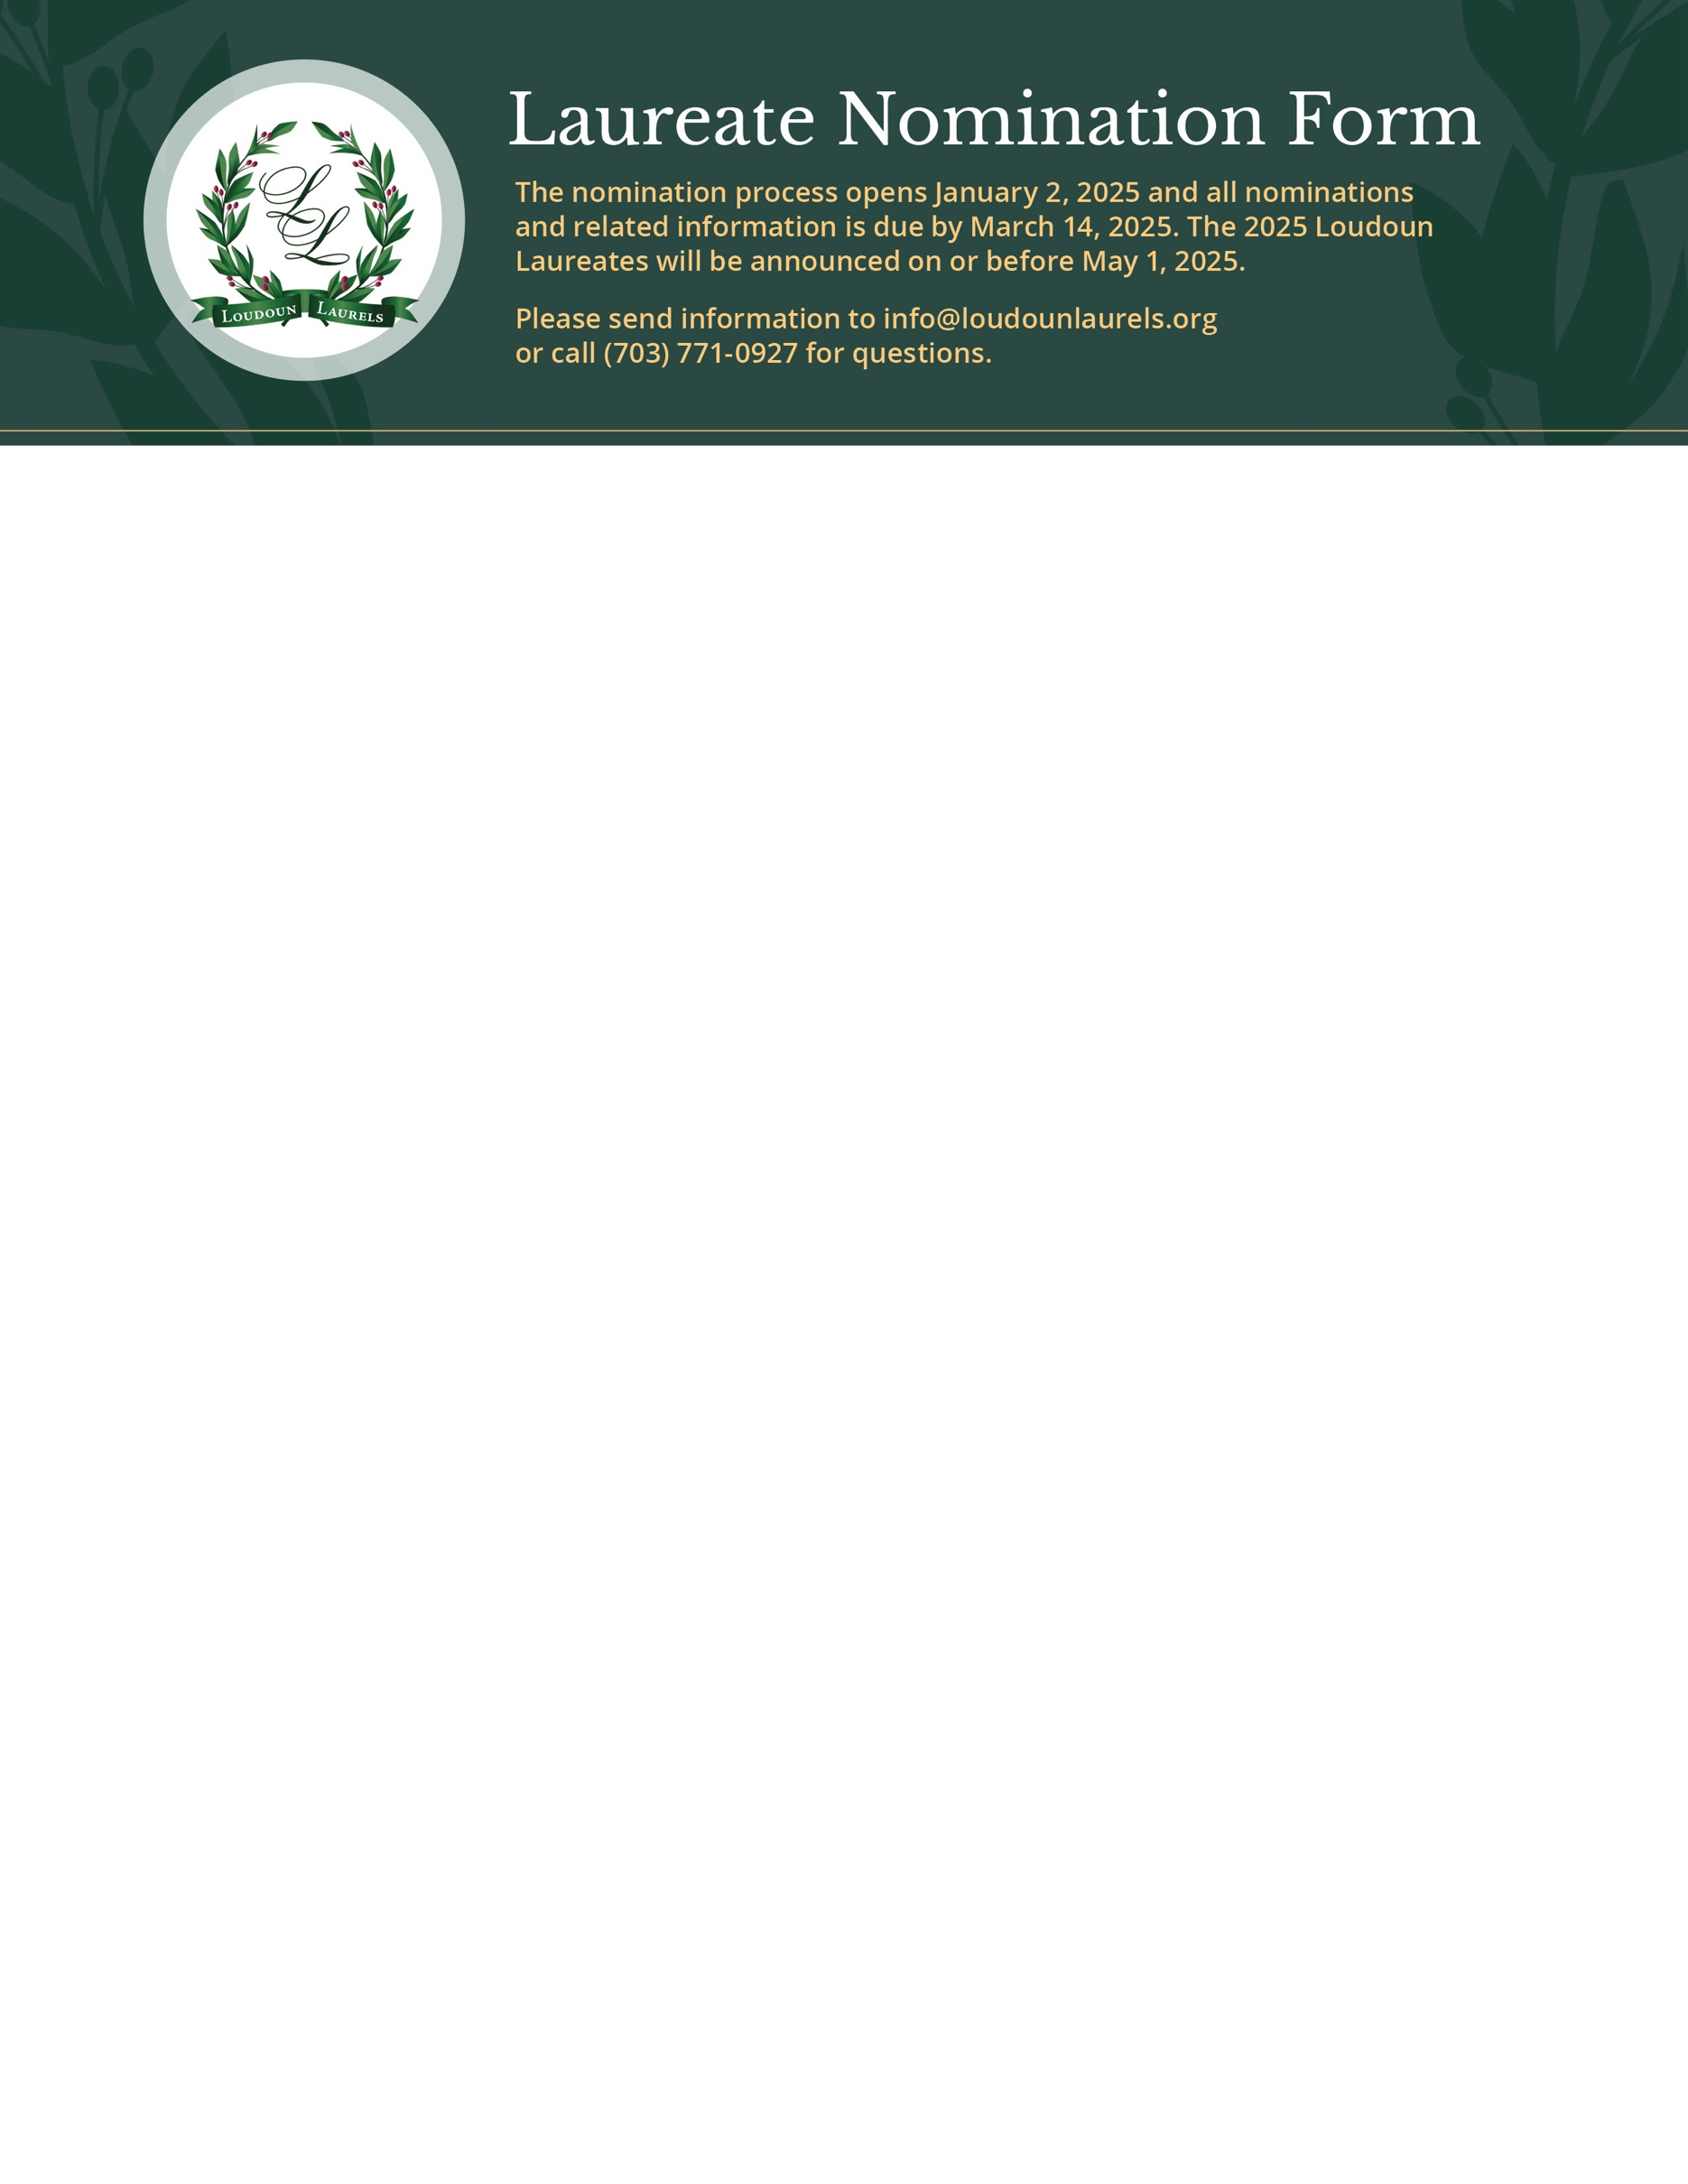 Laureate Nomination Form
The nomination process opens January 2, 2025 and all nominations
and related information is due by March 14, 2025. The 2025 Loudoun
Laureates will be announced on or before May 1, 2025.
Please send information to info@loudounlaurels.org
or call (703) 771-0927 for questions.
LL
LOUDOUN LAURELS